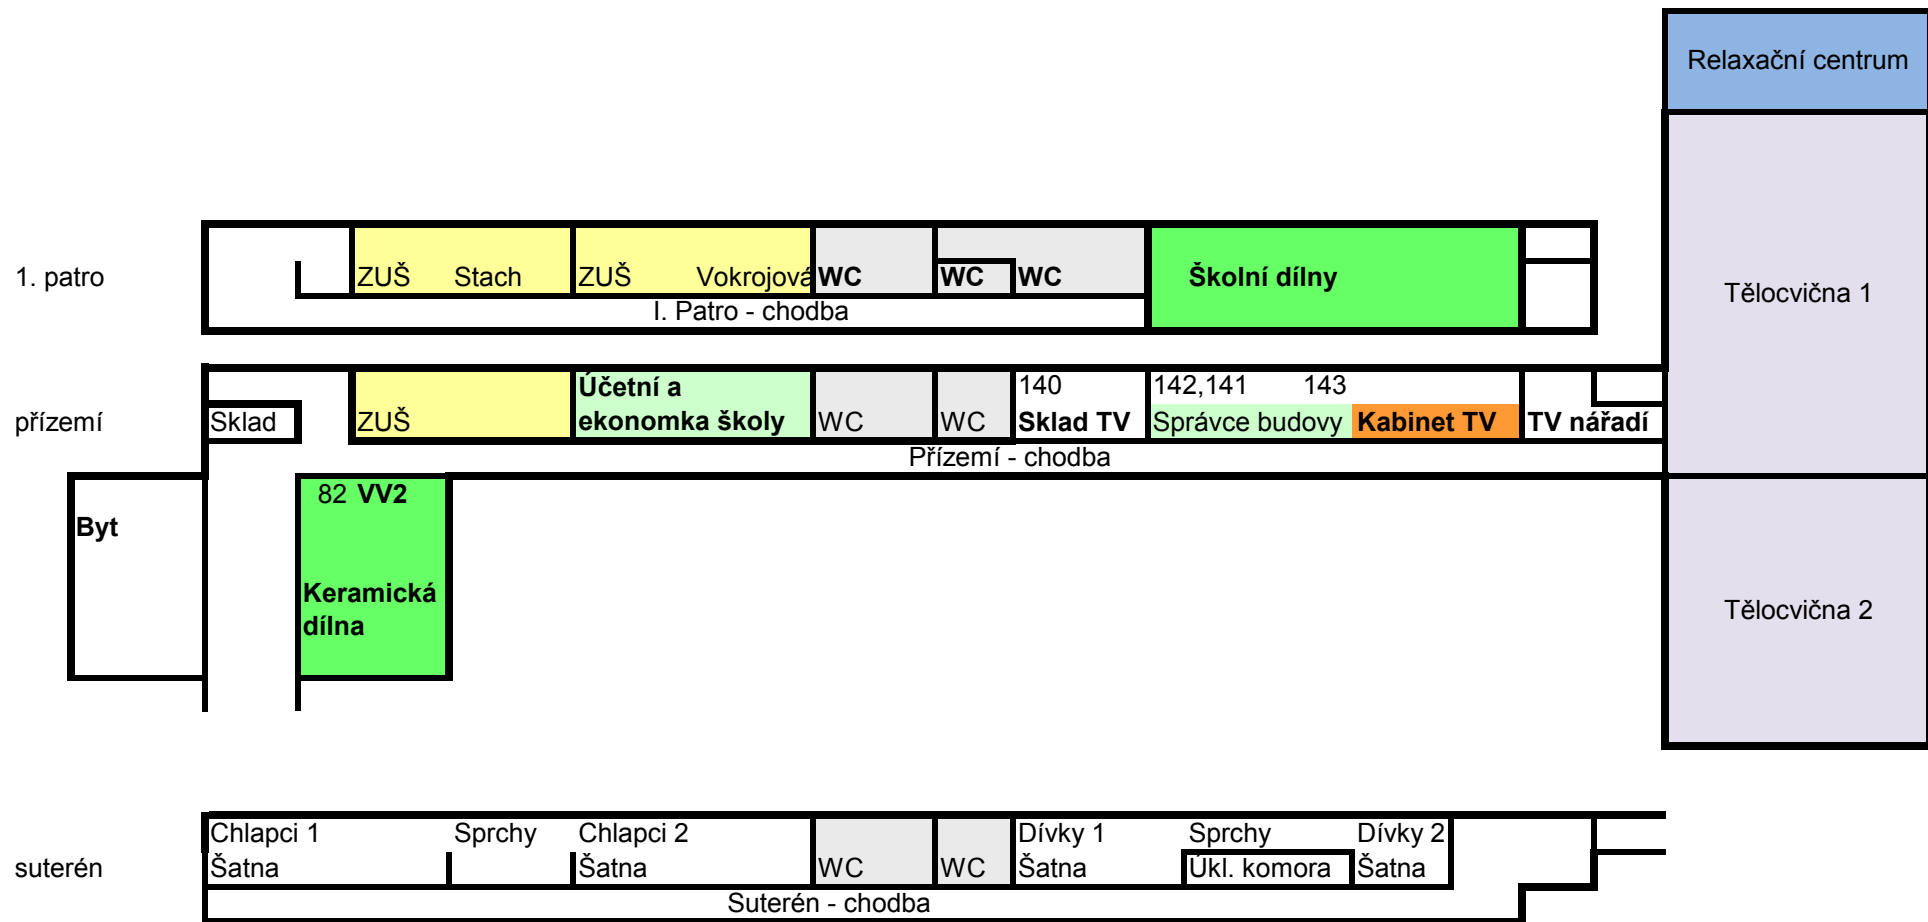 Relaxační centrum
1. patro
ZUŠ Stach
ZUŠ Vokrojová
WC
WC
WC
Školní dílny
Tělocvična 1
I. Patro - chodba
přízemí
Sklad
ZUŠ
Účetní a
ekonomka školy
WC
WC
140
Sklad TV
142,141 143
Správce budovy
Kabinet TV
TV nářadí
Přízemí - chodba
Byt
82 VV2
Keramická
dílna
Tělocvična 2
suterén
Chlapci 1
Šatna
Sprchy
Chlapci 2
Šatna
WC
WC
Dívky 1
Šatna
Sprchy
Úkl. komora
Dívky 2
Šatna
Suterén - chodba